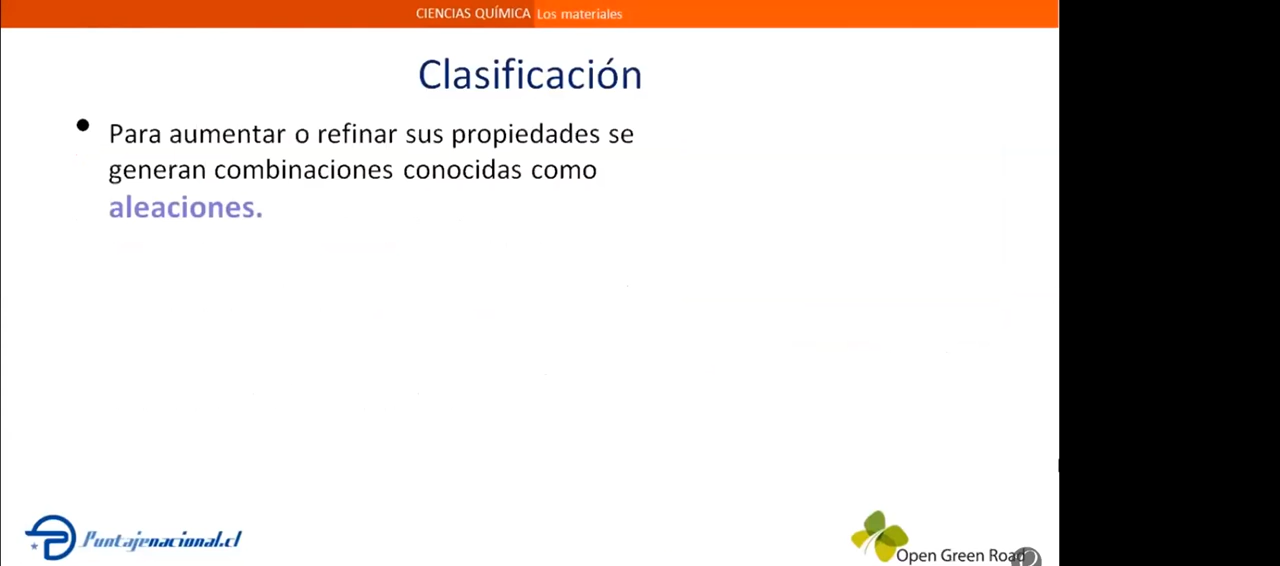 CIENCIAS QUÍMICA Los materiales
Clasificación
• Para aumentar o refinar sus propiedades se
generan combinaciones conocidas como
aleaciones.
Puntajenacional.cl
Open Green Road